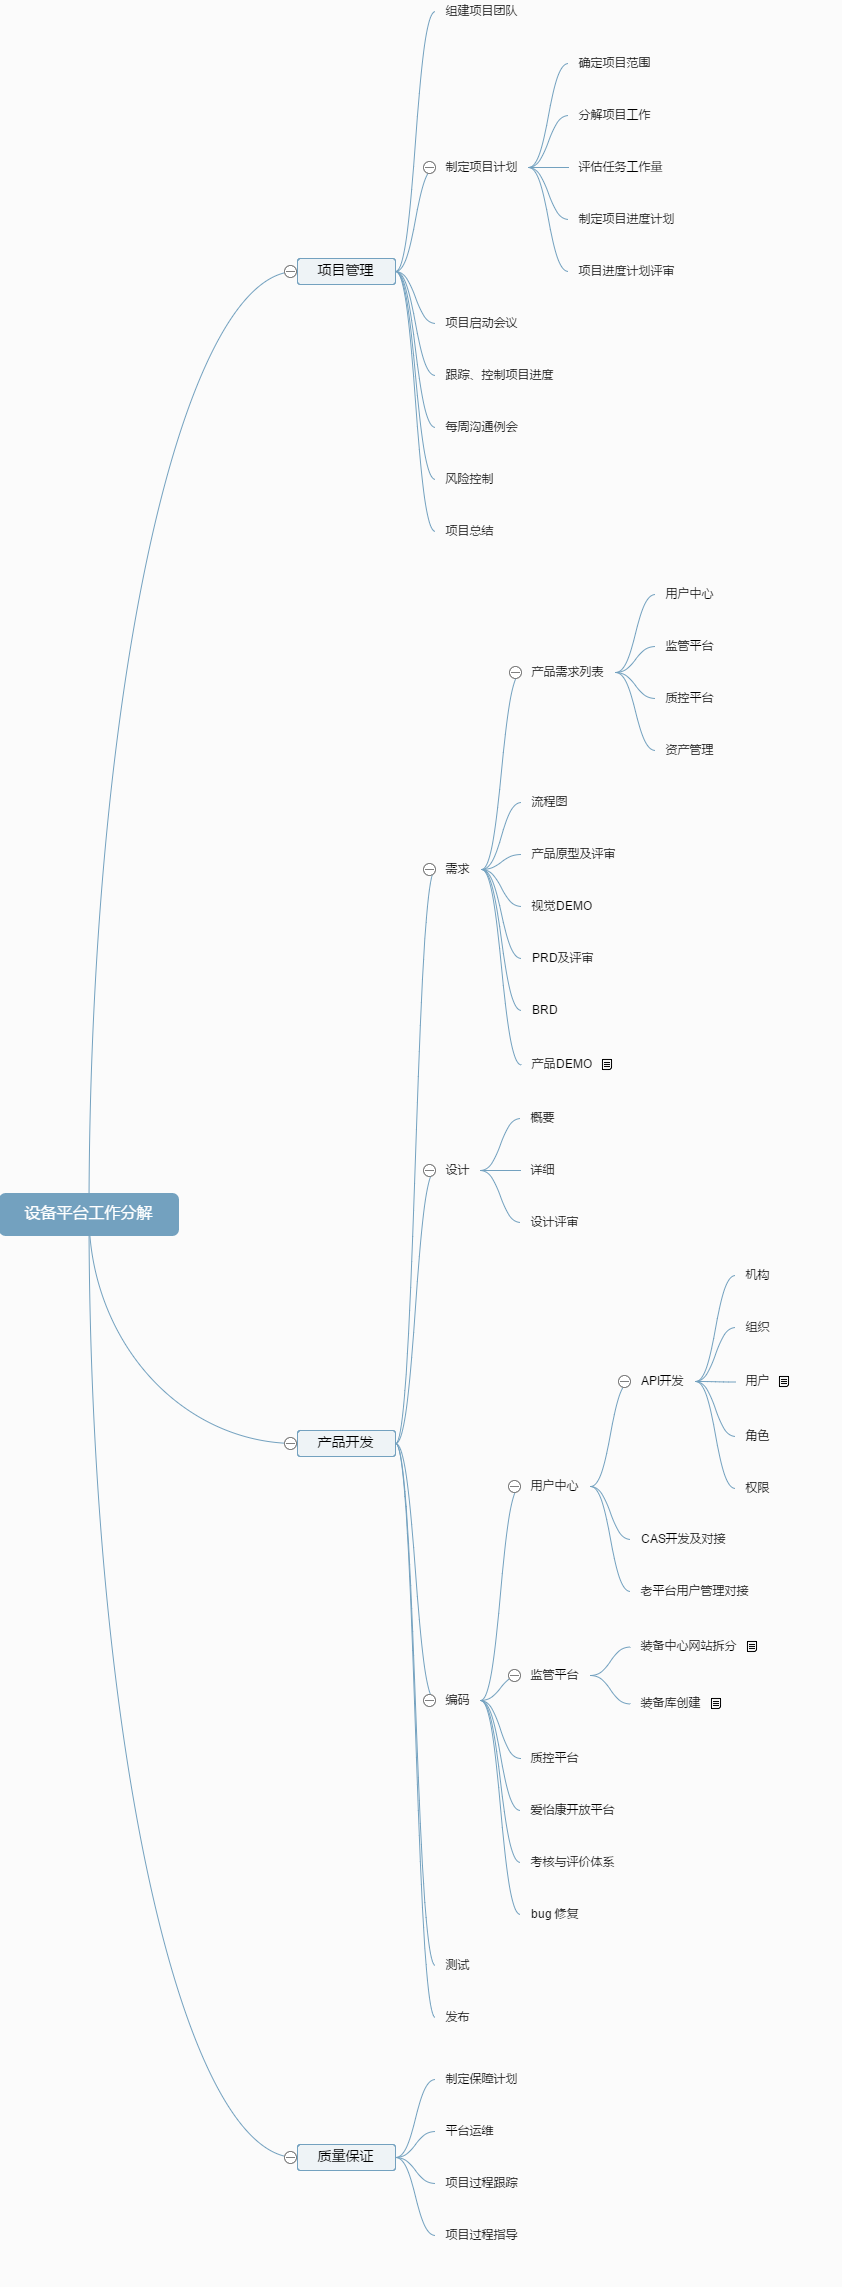 设备平台工作分解
项目管理
组建项目团队
制定项目计划
确定项目范围
分解项目工作
评估任务工作量
制定项目进度计划
项目进度计划评审
项目启动会议
跟踪、控制项目进度
每周沟通例会
风险控制
项目总结
产品开发
需求
产品需求列表
用户中心
监管平台
质控平台
资产管理
流程图
产品原型及评审
视觉DEMO
PRD及评审
BRD
产品DEMO
设计
概要
详细
设计评审
编码
用户中心
API开发
机构
组织
用户
角色
权限
CAS开发及对接
老平台用户管理对接
监管平台
装备中心网站拆分
装备库创建
质控平台
爱怡康开放平台
考核与评价体系
bug 修复
测试
发布
质量保证
制定保障计划
平台运维
项目过程跟踪
项目过程指导